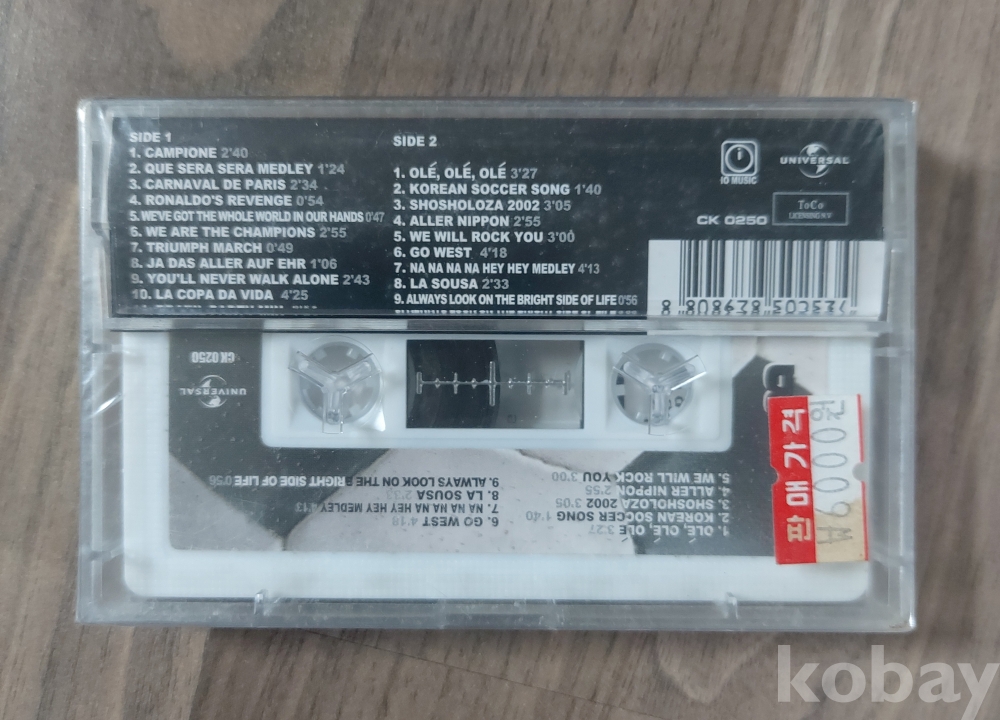 SIDE 1
1. CAMPIONE 2'40
2. QUE SERA SERA MEDLEY 1'24
3. CARNAVAL DE PARIS 2'34
4. RONALDO'S REVENGE 0'54
5. WE'VE GOT THE WHOLE WORLD IN OUR HANDS 0'47
6. WE ARE THE CHAMPIONS 2'55
7. TRIUMPH MARCH 0'49
8. JA DAS ALLER AUF EHR 1'06
9. YOU'LL NEVER WALK ALONE 2'43
10. LA COPA DA VIDA 4'25
SIDE 2
1. OLÉ, OLÉ, OLÉ 3'27
2. KOREAN SOCCER SONG 1'40
3. SHOSHOLOZA 2002 3'05
4. ALLER NIPPON 2'55
5. WE WILL ROCK YOU 3'00
6. GO WEST 4'18
7. NA NA NA NA HEY HEY MEDLEY 4'13
8. LA SOUSA 2'33
9. ALWAYS LOOK ON THE BRIGHT SIDE OF LIFE 0'56
IO MUSIC
UNIVERSAL
CK 0250
ToCo
LICENSING N V
CK 0250
UNIVERSAL
1. OLÉ, OLÉ, OLÉ 3'27
2. KOREAN SOCCER SONG 1'40
3. SHOSHOLOZA 2002 3'05
4. ALLER NIPPON 2'55
5. WE WILL ROCK YOU 3'00
6. GO WEST 4'18
7. NA NA NA NA HEY HEY MEDLEY 4'13
8. LA SOUSA 2'33
9. ALWAYS LOOK ON THE BRIGHT SIDE OF LIFE 0'56
판매가격
₩6000원
kobay